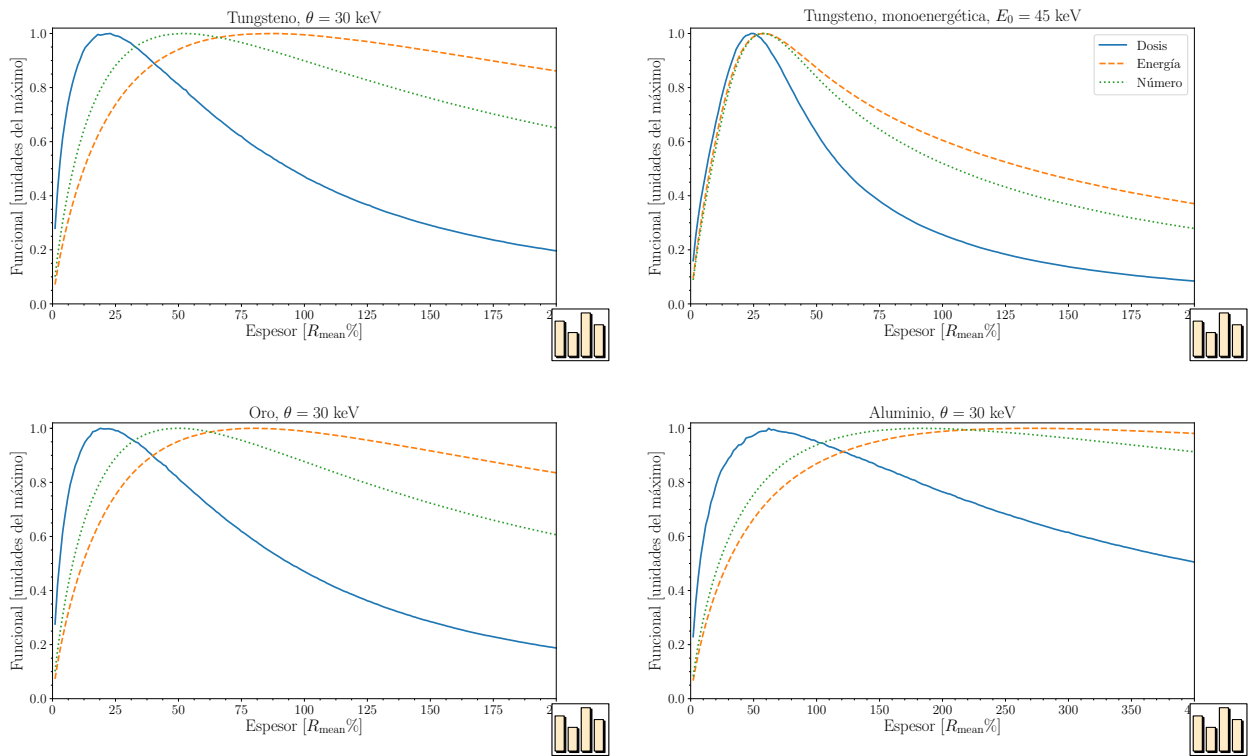 Tungsteno, θ = 30 keV
Funcional [unidades del máximo]
1.0
0.8
0.6
0.4
0.2
0.0
0 25 50 75 100 125 150 175
Espesor [R_mean%]
Tungsteno, monoenergética, E_0 = 45 keV
Dosis
Energía
Número
Funcional [unidades del máximo]
1.0
0.8
0.6
0.4
0.2
0.0
0 25 50 75 100 125 150 175
Espesor [R_mean%]
Oro, θ = 30 keV
Funcional [unidades del máximo]
1.0
0.8
0.6
0.4
0.2
0.0
0 25 50 75 100 125 150 175
Espesor [R_mean%]
Aluminio, θ = 30 keV
Funcional [unidades del máximo]
1.0
0.8
0.6
0.4
0.2
0.0
0 50 100 150 200 250 300 350
Espesor [R_mean%]